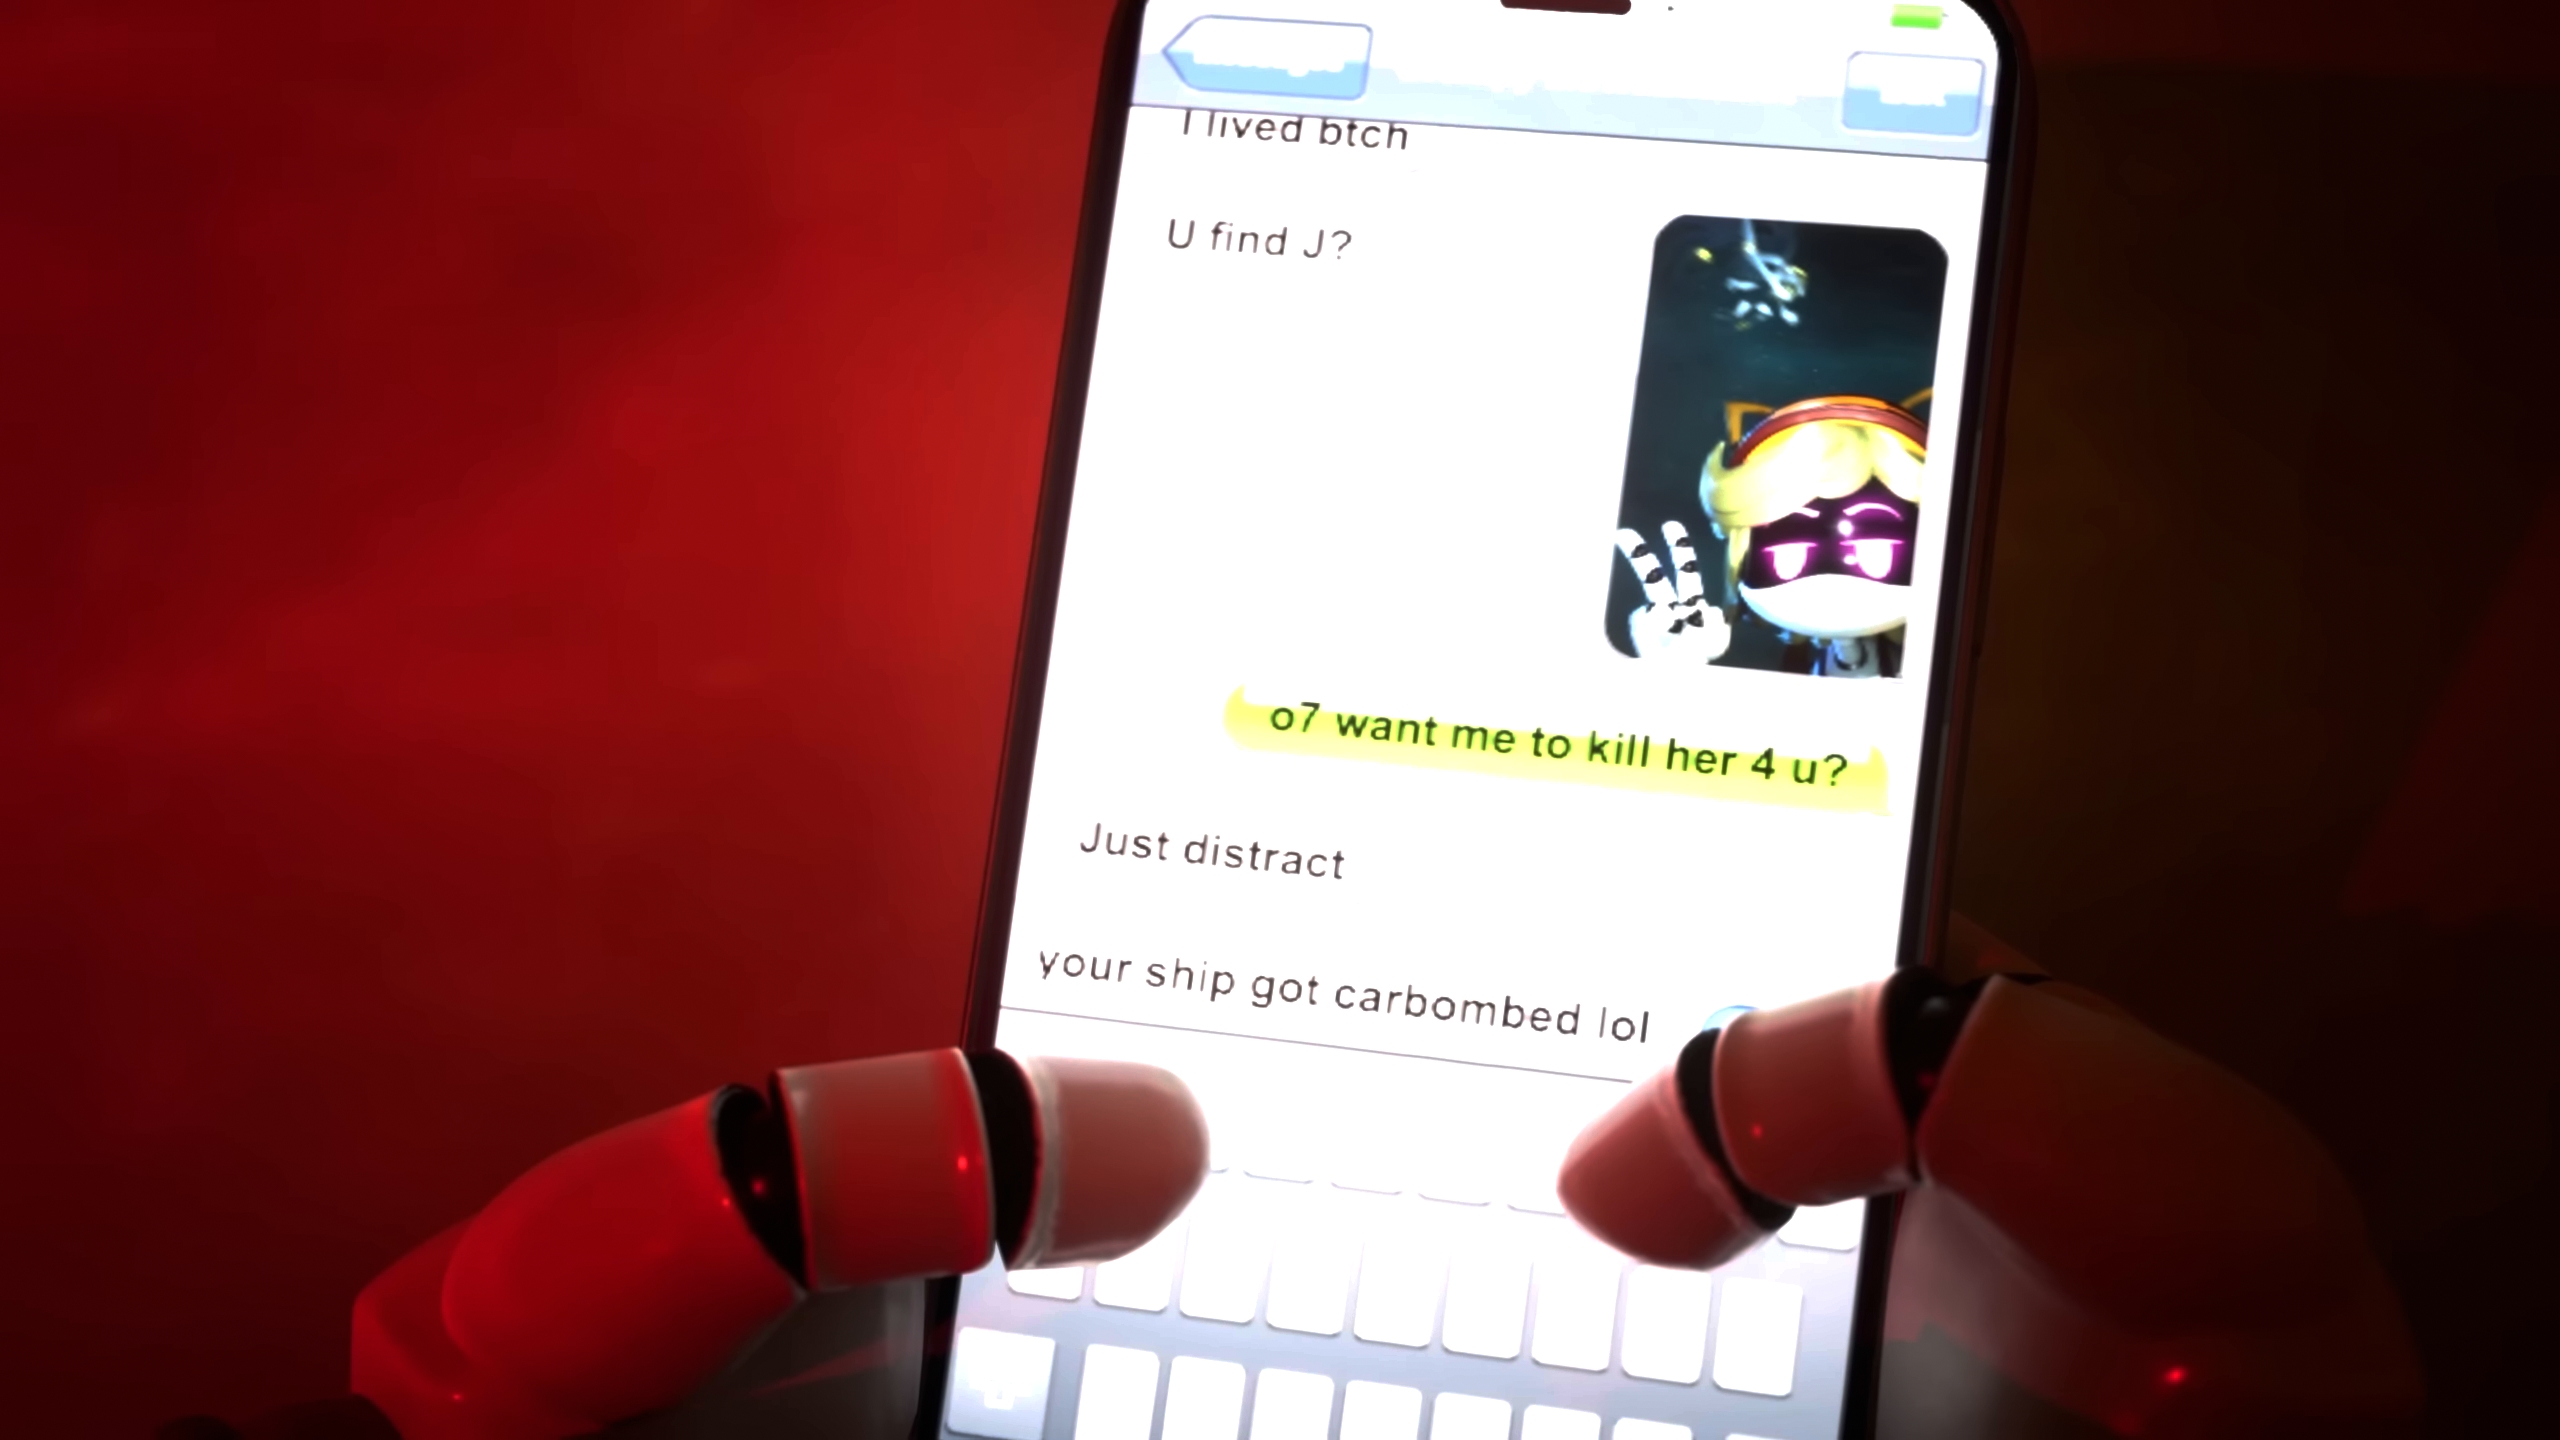 I lived btch
U find J?
o7 want me to kill her 4 u?
Just distract
your ship got carbombed lol